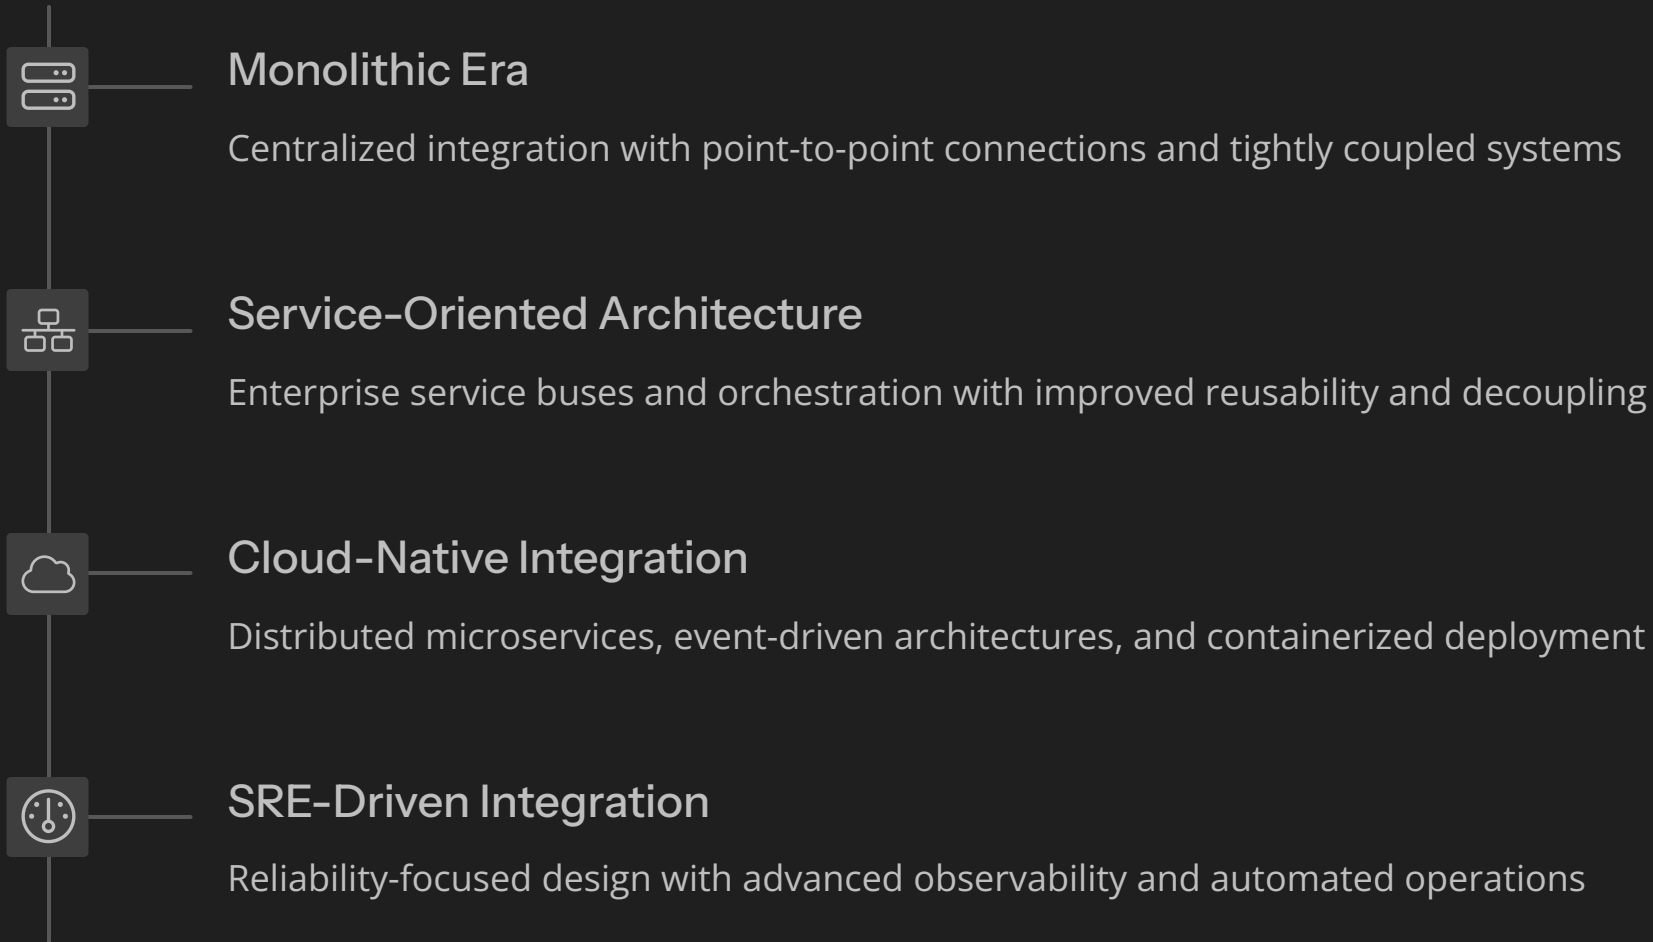 Monolithic Era
Centralized integration with point-to-point connections and tightly coupled systems
Service-Oriented Architecture
Enterprise service buses and orchestration with improved reusability and decoupling
Cloud-Native Integration
Distributed microservices, event-driven architectures, and containerized deployment
SRE-Driven Integration
Reliability-focused design with advanced observability and automated operations